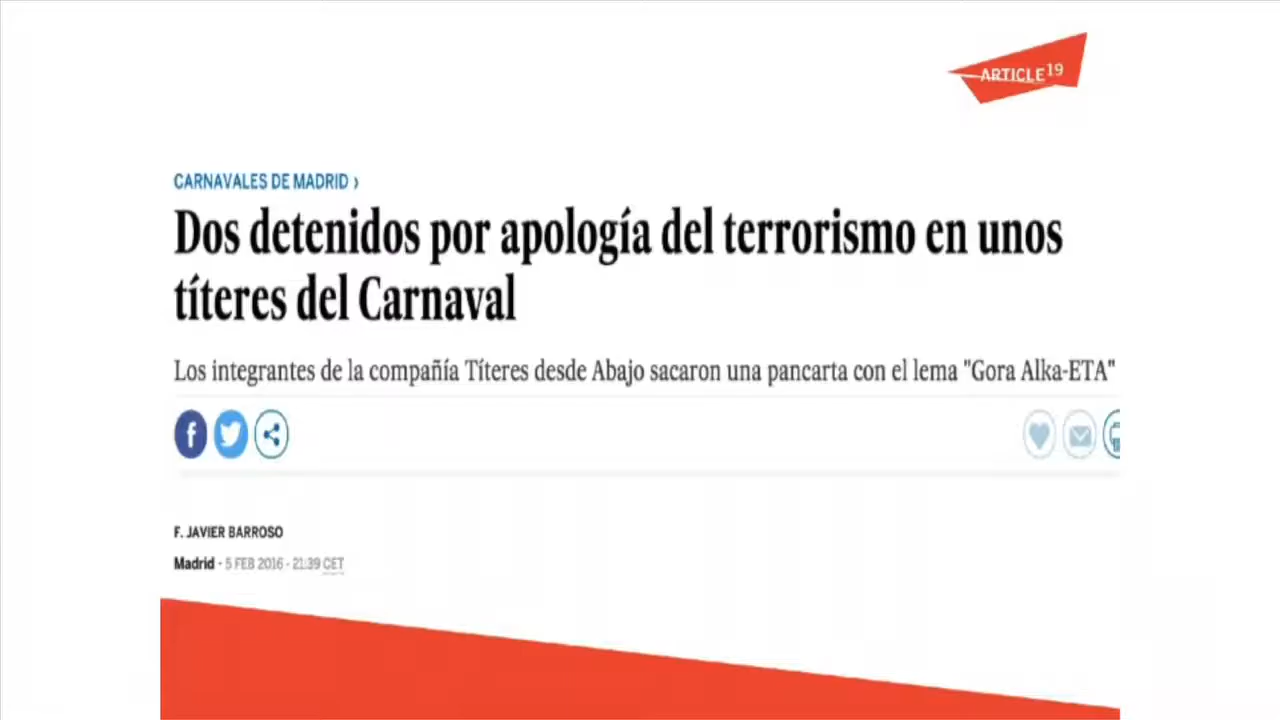 ARTICLE19
CARNAVALES DE MADRID ›
Dos detenidos por apología del terrorismo en unos
títeres del Carnaval
Los integrantes de la compañía Títeres desde Abajo sacaron una pancarta con el lema "Gora Alka-ETA"
F. JAVIER BARROSO
Madrid - 5 FEB 2016 - 21:39 CET